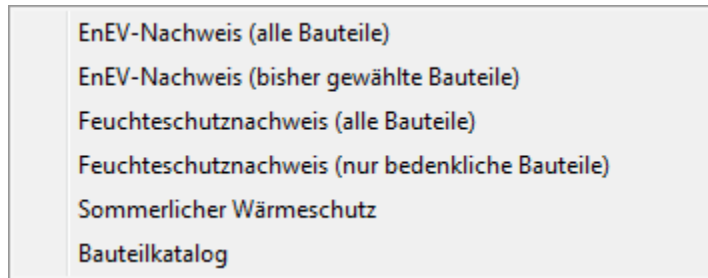 EnEV-Nachweis (alle Bauteile)
EnEV-Nachweis (bisher gewählte Bauteile)
Feuchteschutznachweis (alle Bauteile)
Feuchteschutznachweis (nur bedenkliche Bauteile)
Sommerlicher Wärmeschutz
Bauteilkatalog